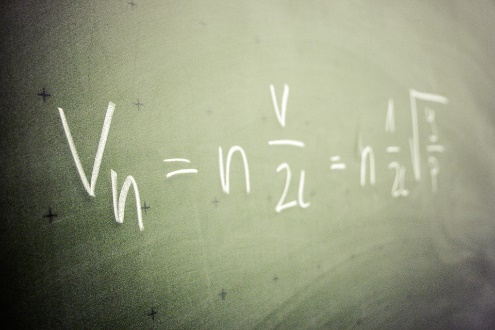 Vₙ = n V/2l = n 1/2l √